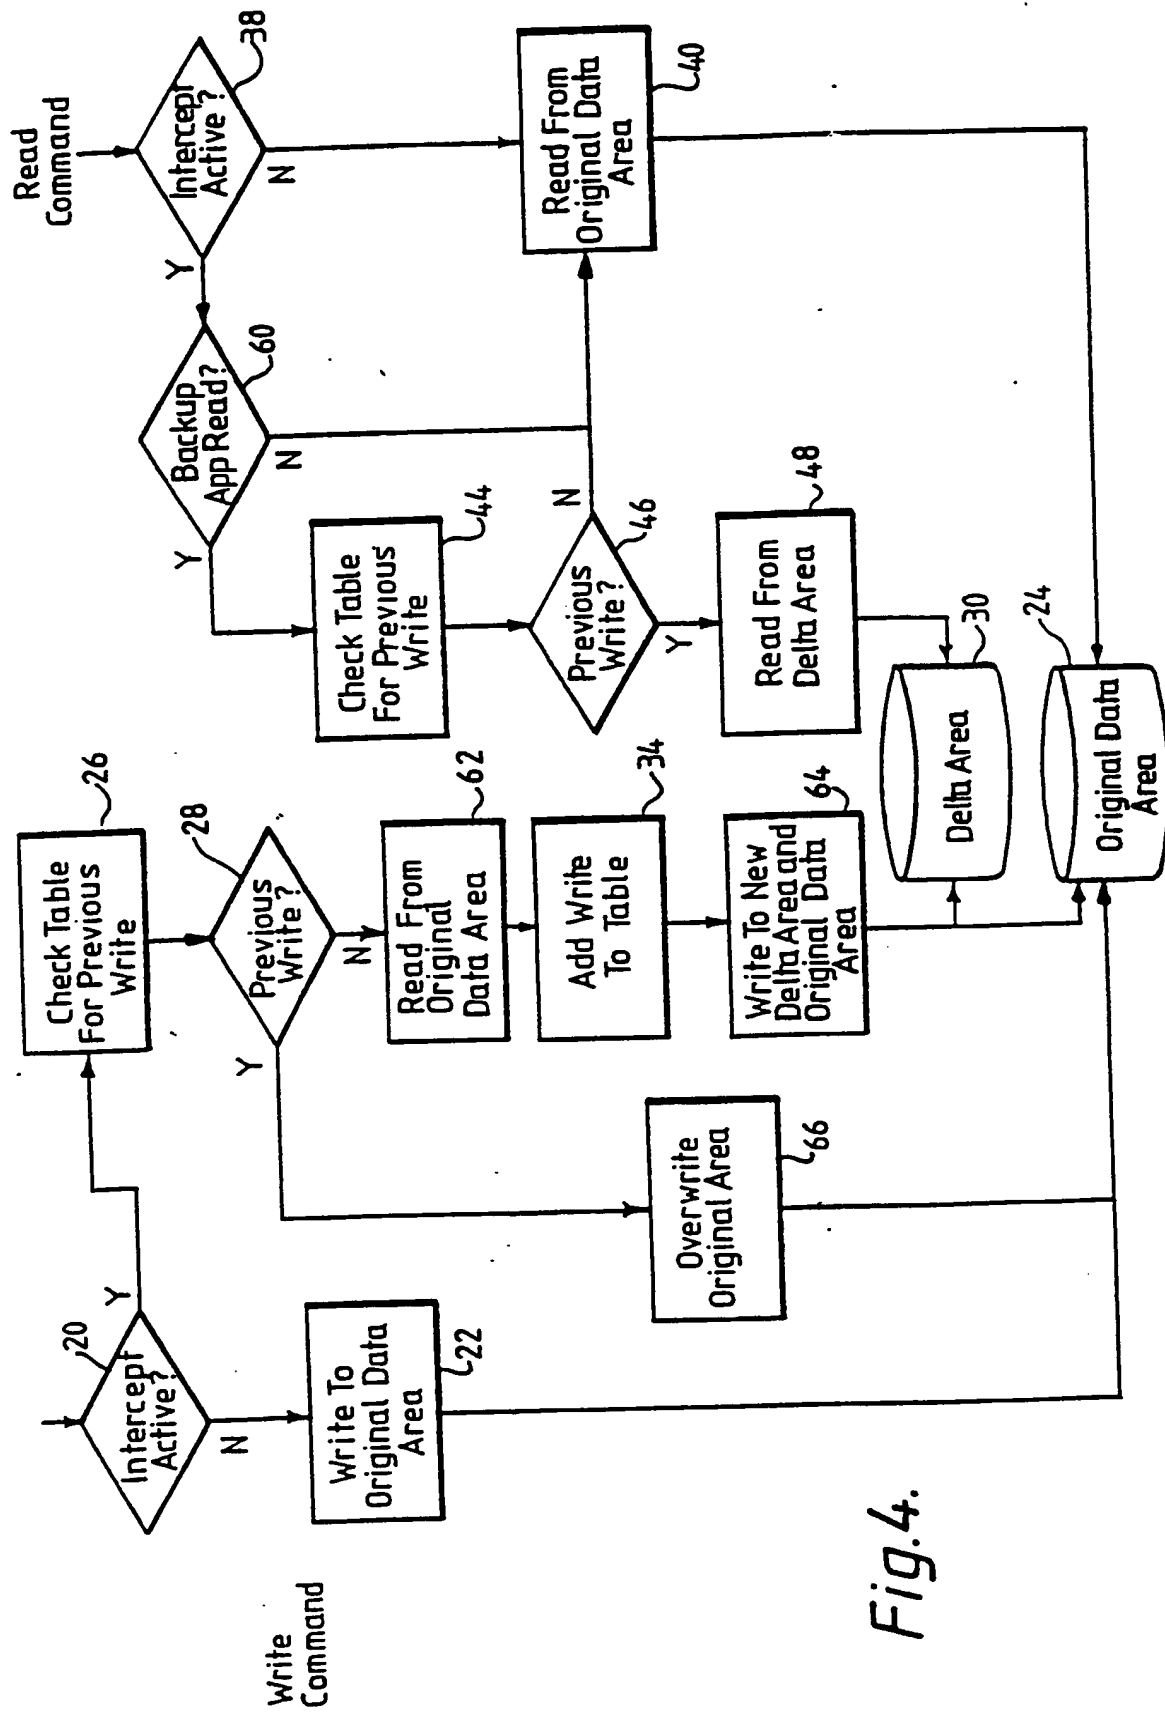 Write
Command
20
Intercept
Active?
Y
N
Write To
Original Data
Area
22
Check Table
For Previous
Write
26
Previous
Write?
28
Y
N
Overwrite
Original Area
66
Read From
Original
Data Area
62
Add Write
To Table
34
Write To New
Delta Area and
Original Data
Area
64
Read
Command
Intercept
Active?
38
Y
N
Backup
App Read?
60
Y
N
Check Table
For Previous
Write
44
Previous
Write?
46
N
Y
Read From
Delta Area
48
Read From
Original Data
Area
40
Delta Area
30
Original Data
Area
24
Fig.4.